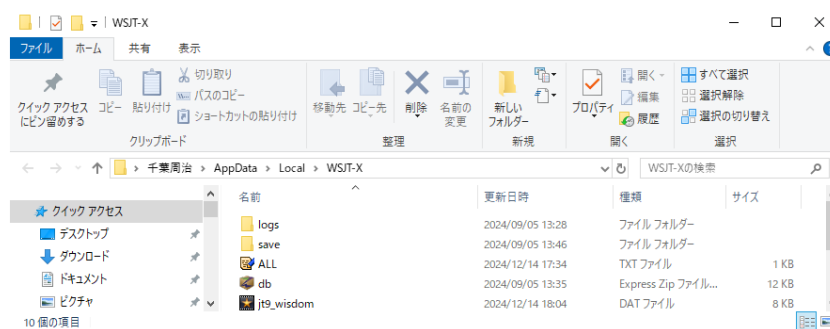 WSJT-X
ファイル ホーム 共有 表示
クイック アクセス にピン留めする
コピー
貼り付け
切り取り
パスのコピー
ショートカットの貼り付け
クリップボード
移動先
コピー先
削除
名前の 変更
整理
新しい フォルダー
新規
プロパティ
開く
編集
履歴
開く
すべて選択
選択解除
選択の切り替え
選択
千葉周治 › AppData › Local › WSJT-X
WSJT-Xの検索
クイック アクセス
デスクトップ
ダウンロード
ドキュメント
ピクチャ
名前 更新日時 種類 サイズ
logs 2024/09/05 13:28 ファイル フォルダー
save 2024/09/05 13:46 ファイル フォルダー
ALL 2024/12/14 17:34 TXT ファイル 1 KB
db 2024/09/05 13:35 Express Zip ファイル... 12 KB
jt9_wisdom 2024/12/14 18:04 DAT ファイル 8 KB
10 個の項目